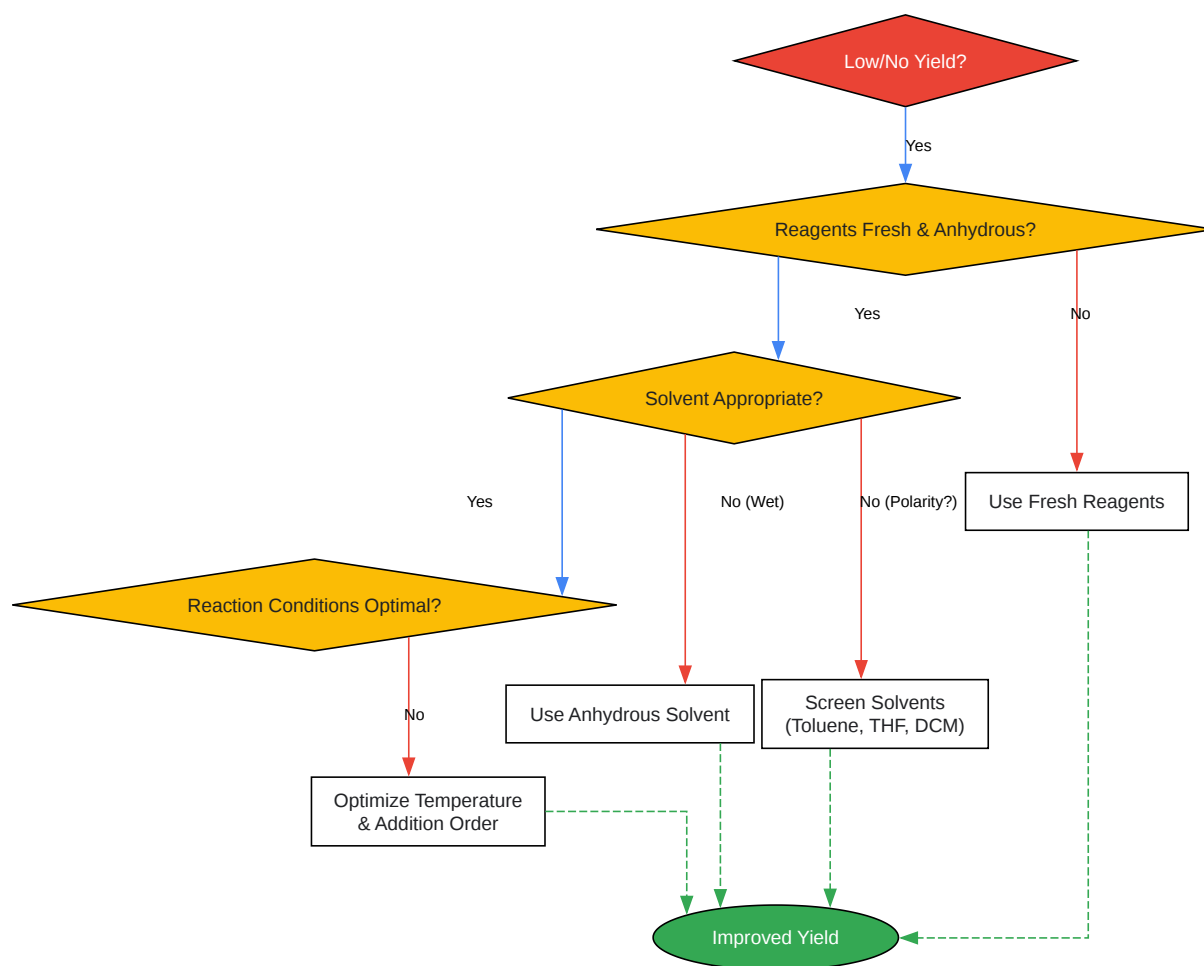 Low/No Yield?
Yes
Reagents Fresh & Anhydrous?
Yes
No
Solvent Appropriate?
Yes
No (Wet)
No (Polarity?)
Use Fresh Reagents
Reaction Conditions Optimal?
No
Use Anhydrous Solvent
Screen Solvents
(Toluene, THF, DCM)
Optimize Temperature
& Addition Order
Improved Yield